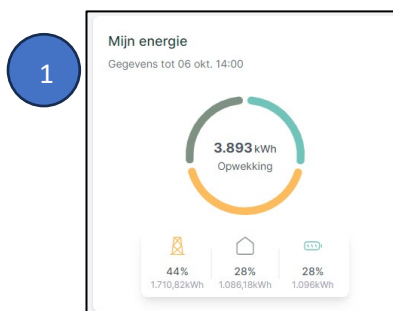 1
Mijn energie
Gegevens tot 06 okt. 14:00
3.893 kWh
Opwekking
44% 28% 28%
1.710,82kWh 1.086,18kWh 1.096kWh